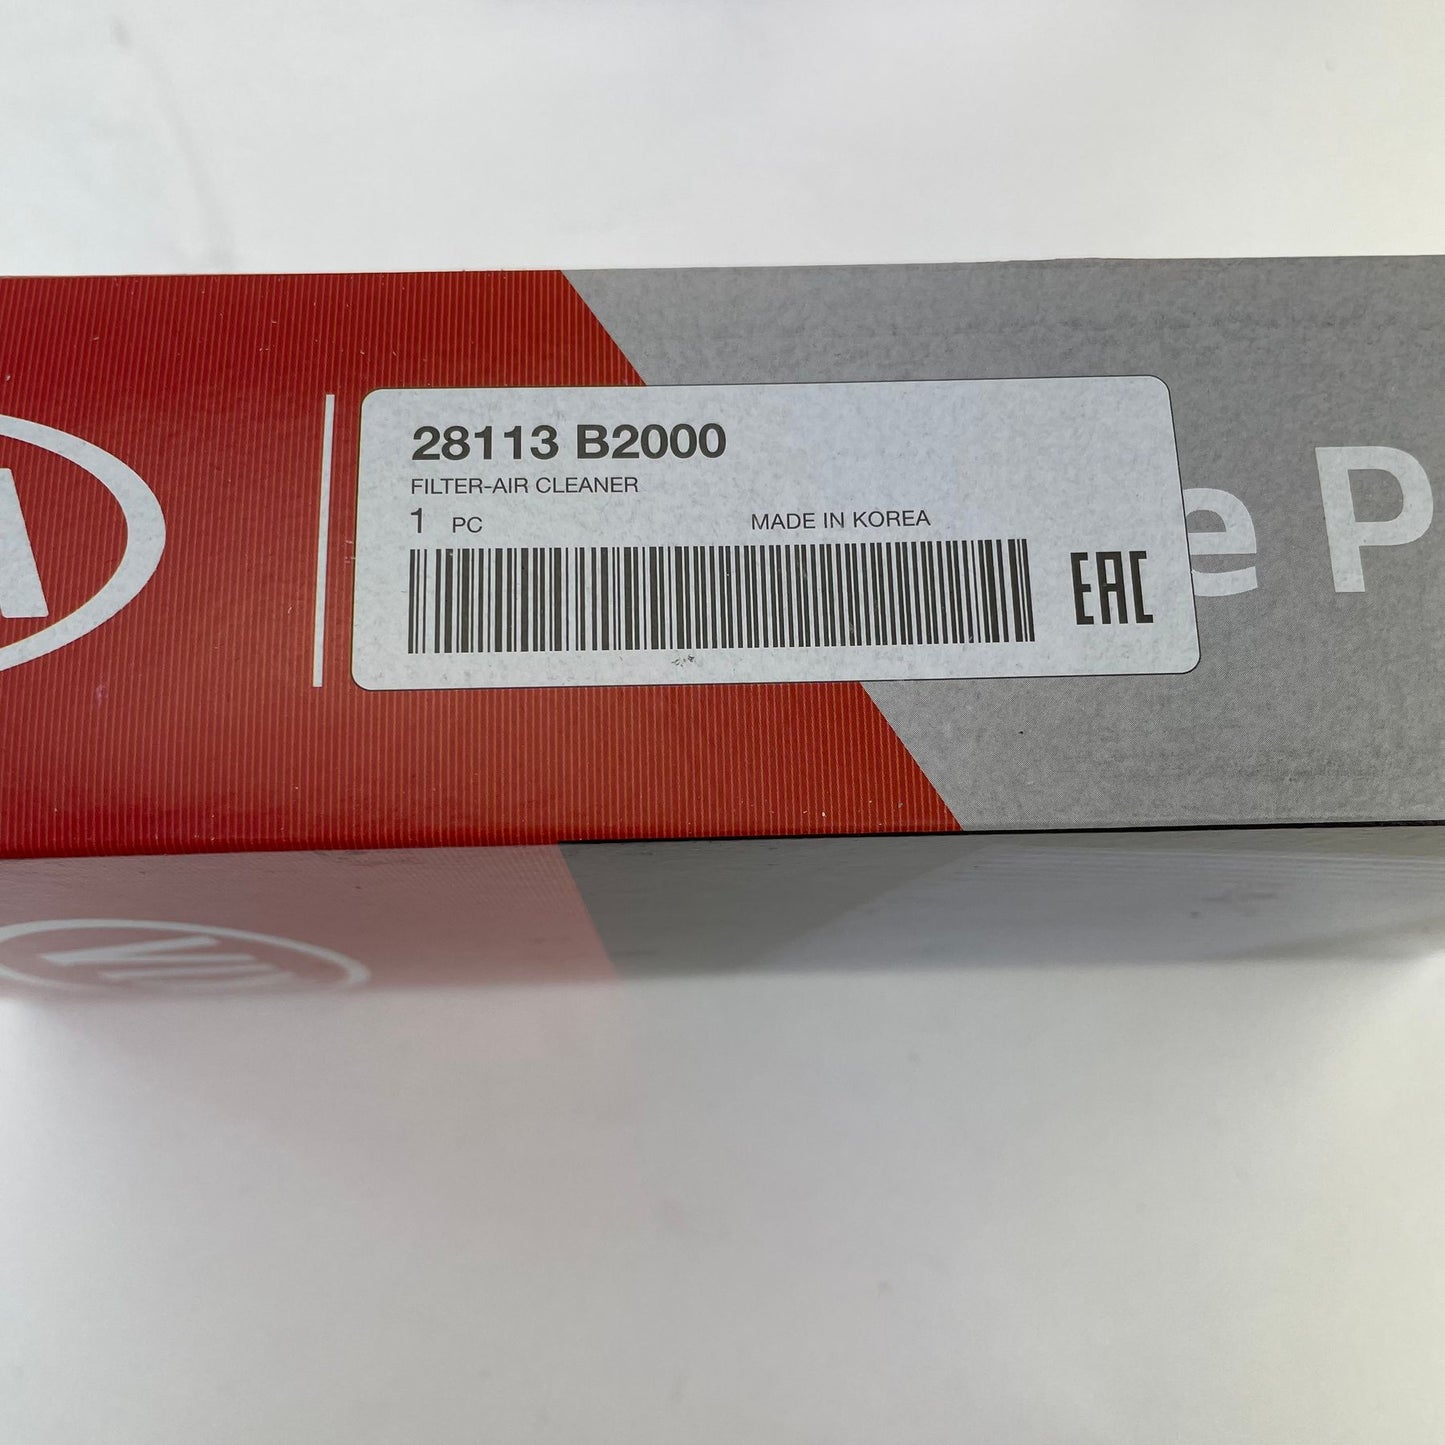 28113 B2000
FILTER-AIR CLEANER
1 PC
MADE IN KOREA
EAC
e P